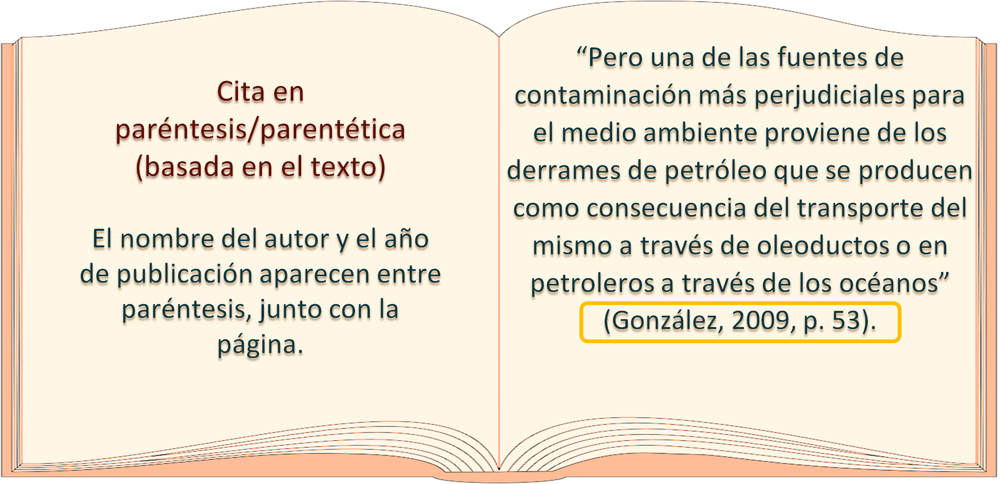 Cita en
paréntesis/parentética
(basada en el texto)
El nombre del autor y el año
de publicación aparecen entre
paréntesis, junto con la
página.
“Pero una de las fuentes de
contaminación más perjudiciales para
el medio ambiente proviene de los
derrames de petróleo que se producen
como consecuencia del transporte del
mismo a través de oleoductos o en
petroleros a través de los océanos”
(González, 2009, p. 53).